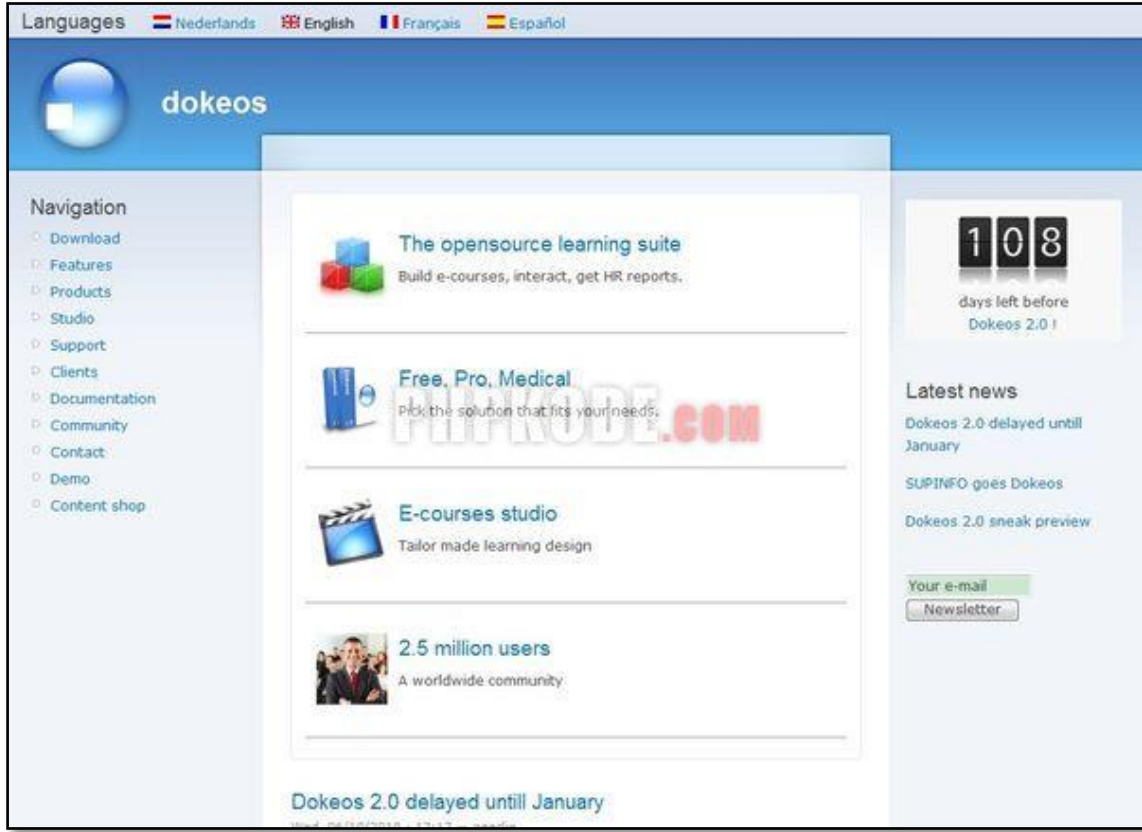 Languages Nederlands English Français Español
dokeos
Navigation
Download
Features
Products
Studio
Support
Clients
Documentation
Community
Contact
Demo
Content shop
The opensource learning suite
Build e-courses, interact, get HR reports.
Free, Pro, Medical
Pick the solution that fits your needs.
PHPKODE.COM
E-courses studio
Tailor made learning design
2.5 million users
A worldwide community
Dokeos 2.0 delayed untill January
108
days left before
Dokeos 2.0 !
Latest news
Dokeos 2.0 delayed untill
January
SUPINFO goes Dokeos
Dokeos 2.0 sneak preview
Your e-mail
Newsletter